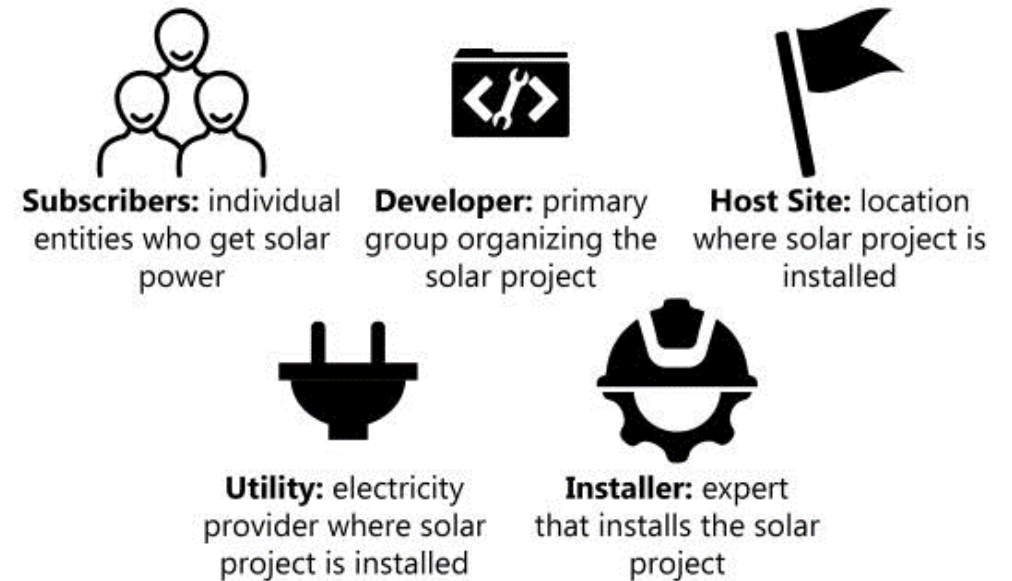 Subscribers: individual
entities who get solar
power
Developer: primary
group organizing the
solar project
Host Site: location
where solar project is
installed
Utility: electricity
provider where solar
project is installed
Installer: expert
that installs the solar
project